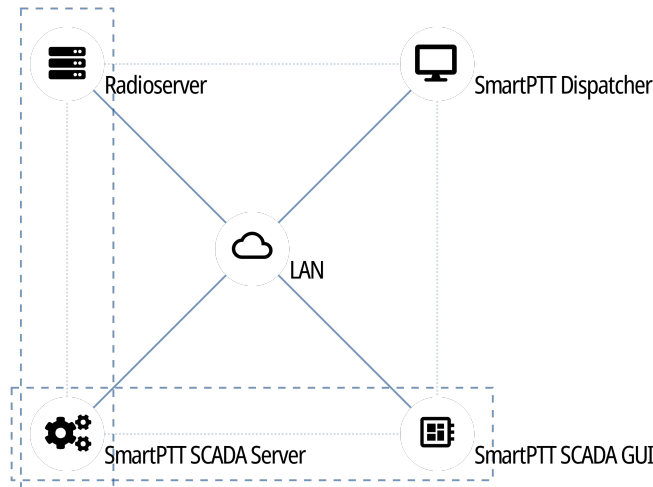 Radioserver
SmartPTT Dispatcher
LAN
SmartPTT SCADA Server
SmartPTT SCADA GUI